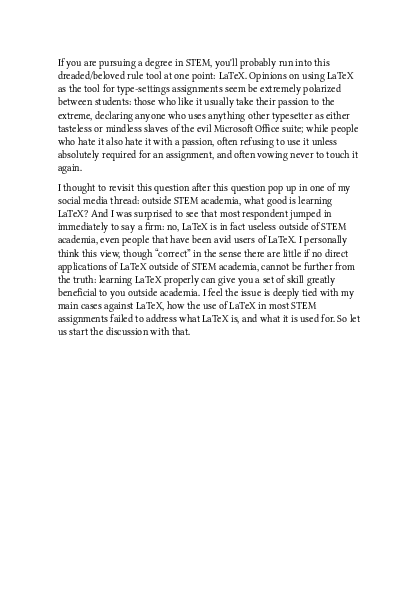 If you are pursuing a degree in STEM, you'll probably run into this
dreaded/beloved rule tool at one point: LaTeX. Opinions on using LaTeX
as the tool for type-settings assignments seem be extremely polarized
between students: those who like it usually take their passion to the
extreme, declaring anyone who uses anything other typesetter as either
tasteless or mindless slaves of the evil Microsoft Office suite; while people
who hate it also hate it with a passion, often refusing to use it unless
absolutely required for an assignment, and often vowing never to touch it
again.
I thought to revisit this question after this question pop up in one of my
social media thread: outside STEM academia, what good is learning
LaTeX? And I was surprised to see that most respondent jumped in
immediately to say a firm: no, LaTeX is in fact useless outside of STEM
academia, even people that have been avid users of LaTeX. I personally
think this view, though “correct” in the sense there are little if no direct
applications of LaTeX outside of STEM academia, cannot be further from
the truth: learning LaTeX properly can give you a set of skill greatly
beneficial to you outside academia. I feel the issue is deeply tied with my
main cases against LaTeX, how the use of LaTeX in most STEM
assignments failed to address what LaTeX is, and what it is used for. So let
us start the discussion with that.